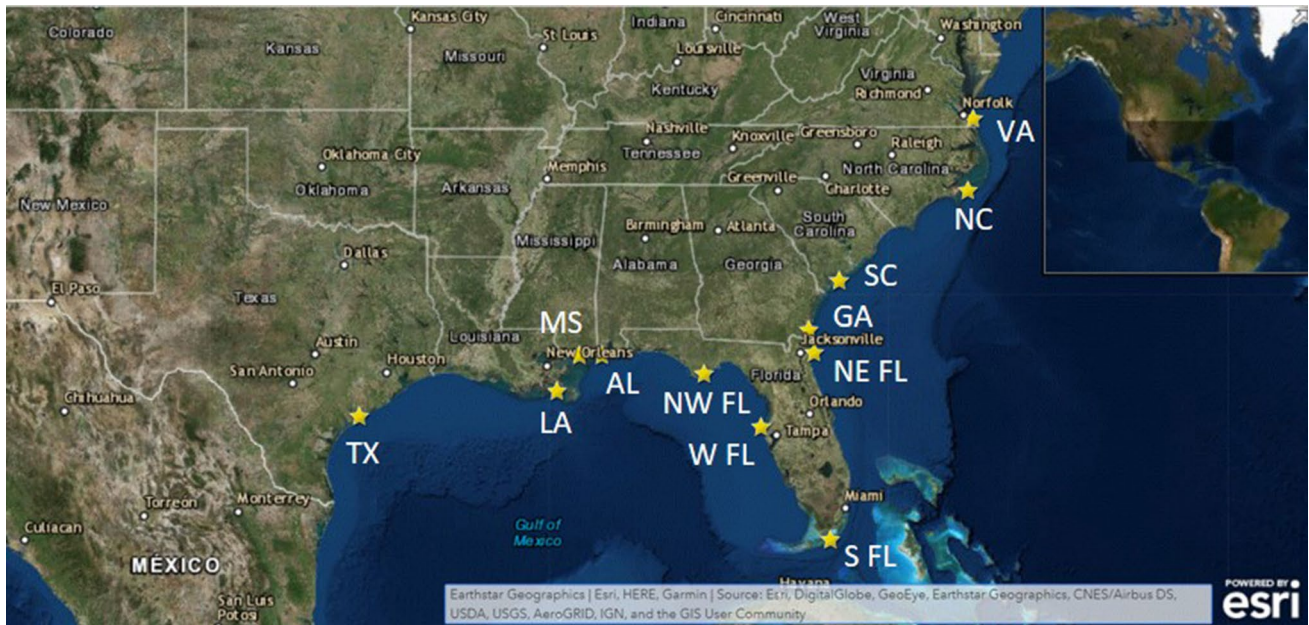 Colorado
Kansas
Kansas City
Missouri
St Louis
Indiana
Cincinnati
Louisville
Kentucky
West
Virginia
Washington
Virginia
Richmond
Norfolk
VA
Nashville
Tennessee
Knoxville
Greensboro
Raleigh
North Carolina
Charlotte
Greenville
Memphis
Oklahoma City
Oklahoma
Arkansas
New Mexico
NC
South
Carolina
Birmingham
Atlanta
Alabama
Georgia
Mississippi
Dallas
Texas
El Paso
SC
GA
Jacksonville
NE FL
Louisiana
MS
New Orleans
AL
LA
Austin
Houston
San Antonio
Chihuahua
TX
NW FL
Florida
Orlando
W FL
Tampa
Miami
S FL
Havana
Torreón
Monterrey
Culiacan
MÉXICO
San Luis
Potosi
Gulf of
Mexico
Earthstar Geographics | Esri, HERE, Garmin | Source: Esri, DigitalGlobe, GeoEye, Earthstar Geographics, CNES/Airbus DS,
USDA, USGS, AeroGRID, IGN, and the GIS User Community
POWERED BY
esri